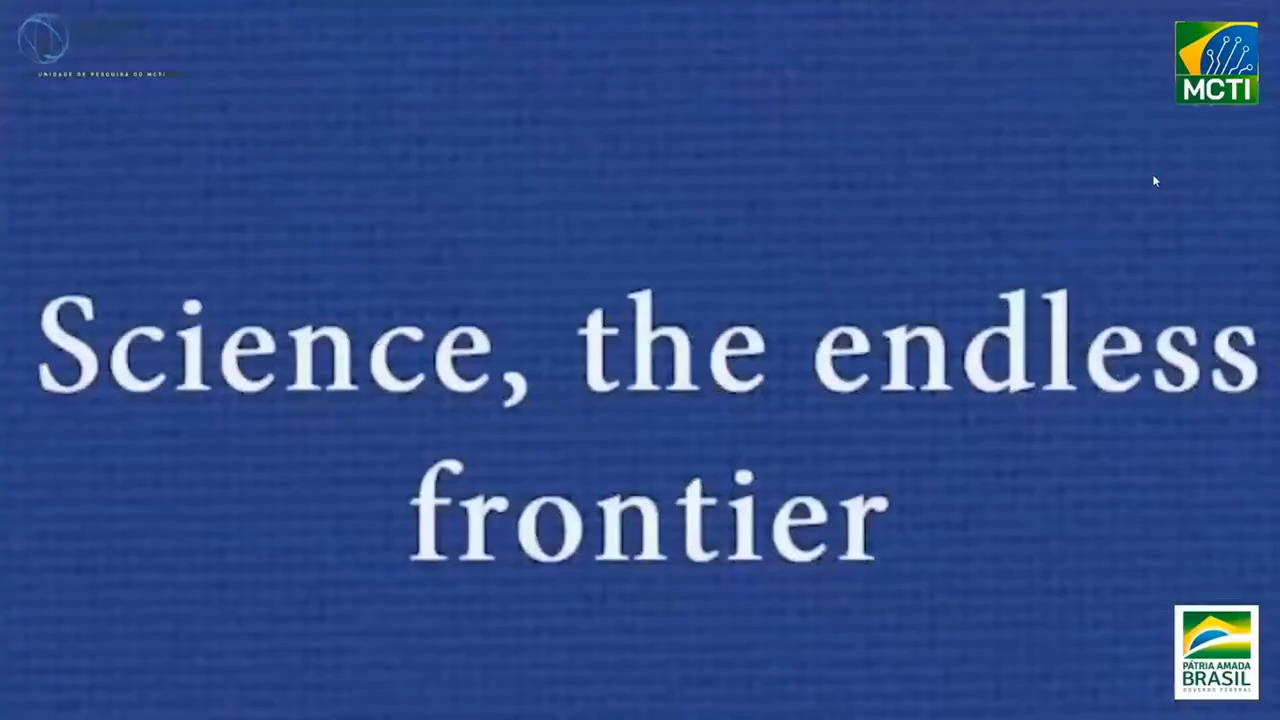 UNIDADE DE PESQUISA DO MCTI
MCTI
Science, the endless
frontier
PÁTRIA AMADA
BRASIL
GOVERNO FEDERAL